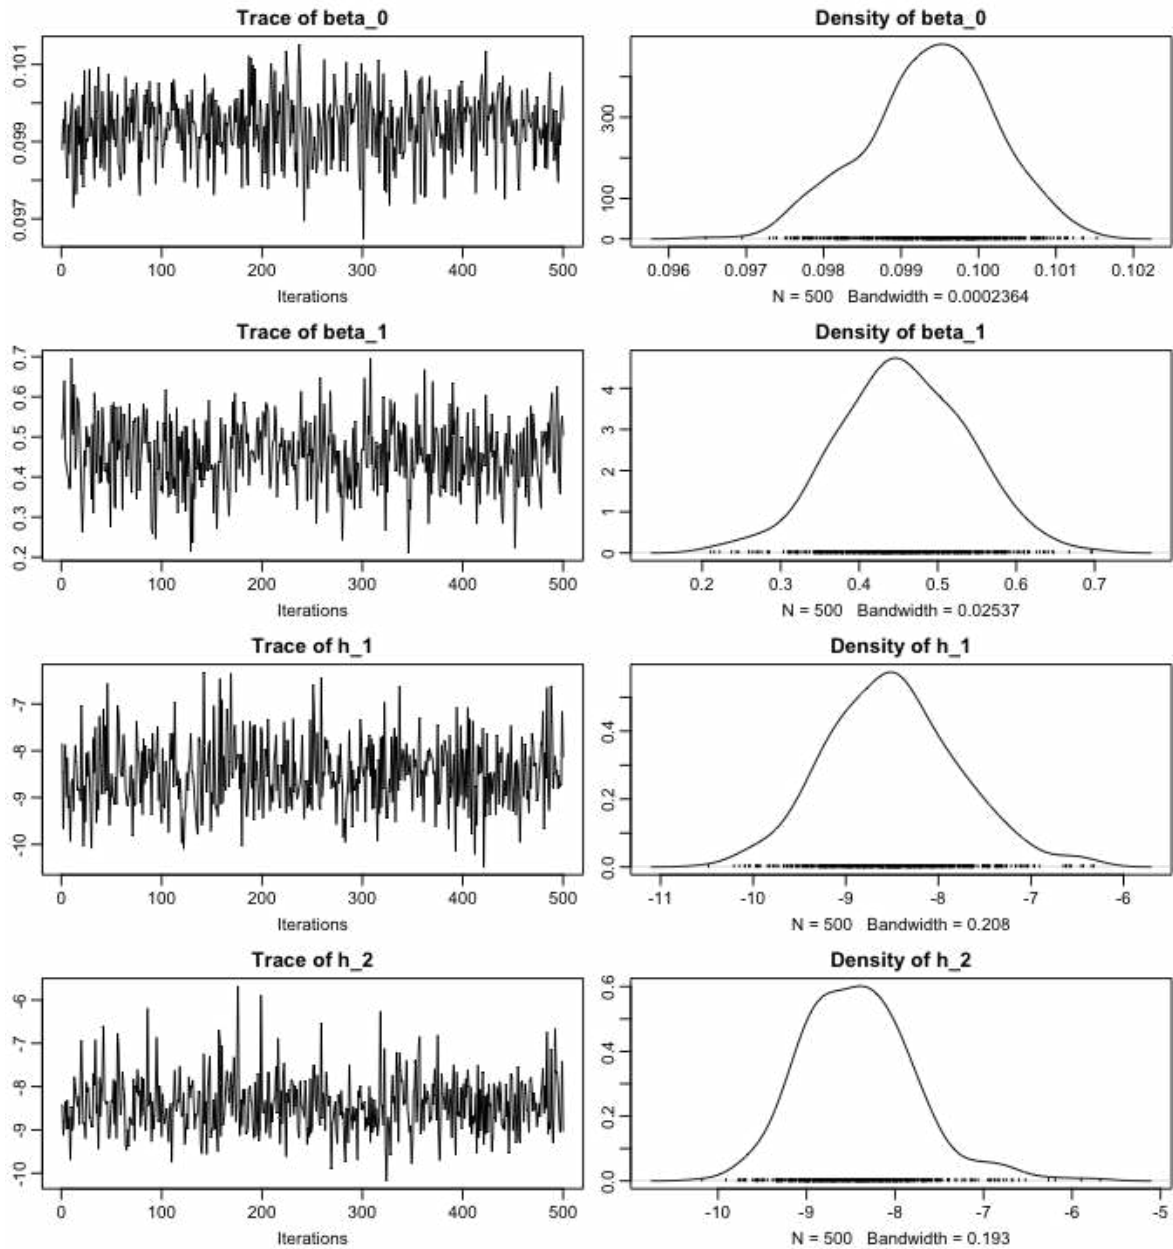 Trace of beta_0 Density of beta_0
0.097 0.099 0.101 0 100 300
0 100 200 300 400 500 0.096 0.097 0.098 0.099 0.100 0.101 0.102
Iterations N = 500 Bandwidth = 0.0002364
Trace of beta_1 Density of beta_1
0.2 0.3 0.4 0.5 0.6 0.7 0 1 2 3 4
0 100 200 300 400 500 0.2 0.3 0.4 0.5 0.6 0.7
Iterations N = 500 Bandwidth = 0.02537
Trace of h_1 Density of h_1
-10 -9 -8 -7 0.0 0.2 0.4
0 100 200 300 400 500 -11 -10 -9 -8 -7 -6
Iterations N = 500 Bandwidth = 0.208
Trace of h_2 Density of h_2
-10 -9 -8 -7 -6 0.0 0.2 0.4 0.6
0 100 200 300 400 500 -10 -9 -8 -7 -6 -5
Iterations N = 500 Bandwidth = 0.193